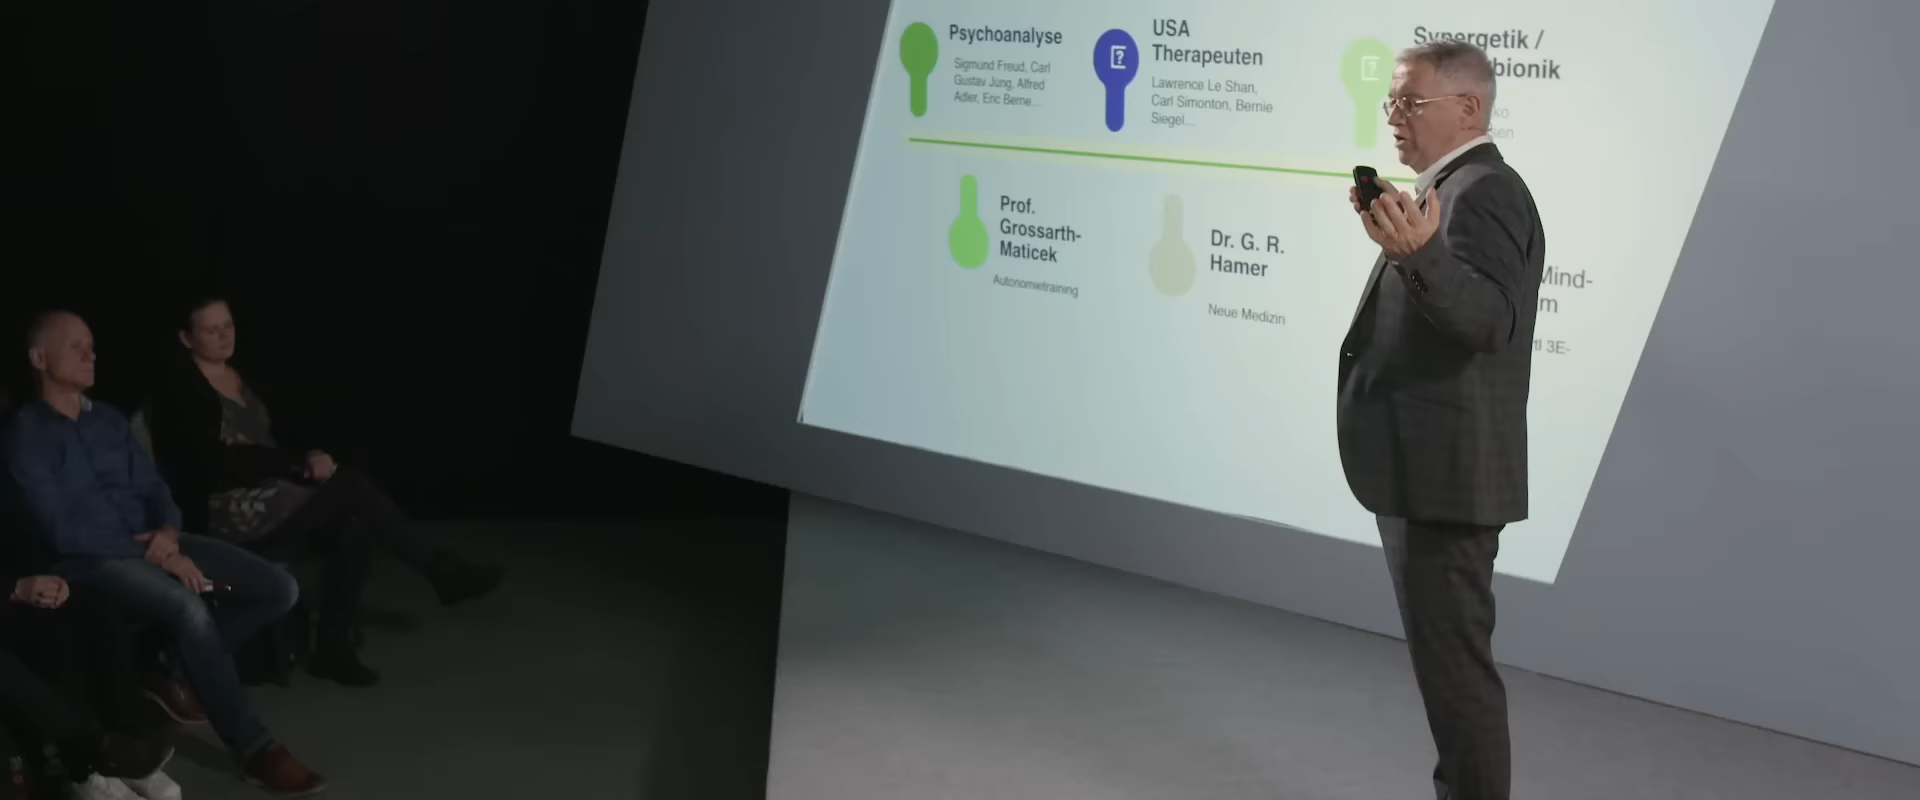 Psychoanalyse
Sigmund Freud, Carl
Gustav Jung, Alfred
Adler, Eric Berne...
USA
Therapeuten
Lawrence Le Shan,
Carl Simonton, Bernie
Siegel...
Synergetik /
bionik
Prof.
Grossarth-
Maticek
Autonomietraining
Dr. G. R.
Hamer
Neue Medizin
Mind-
3E-